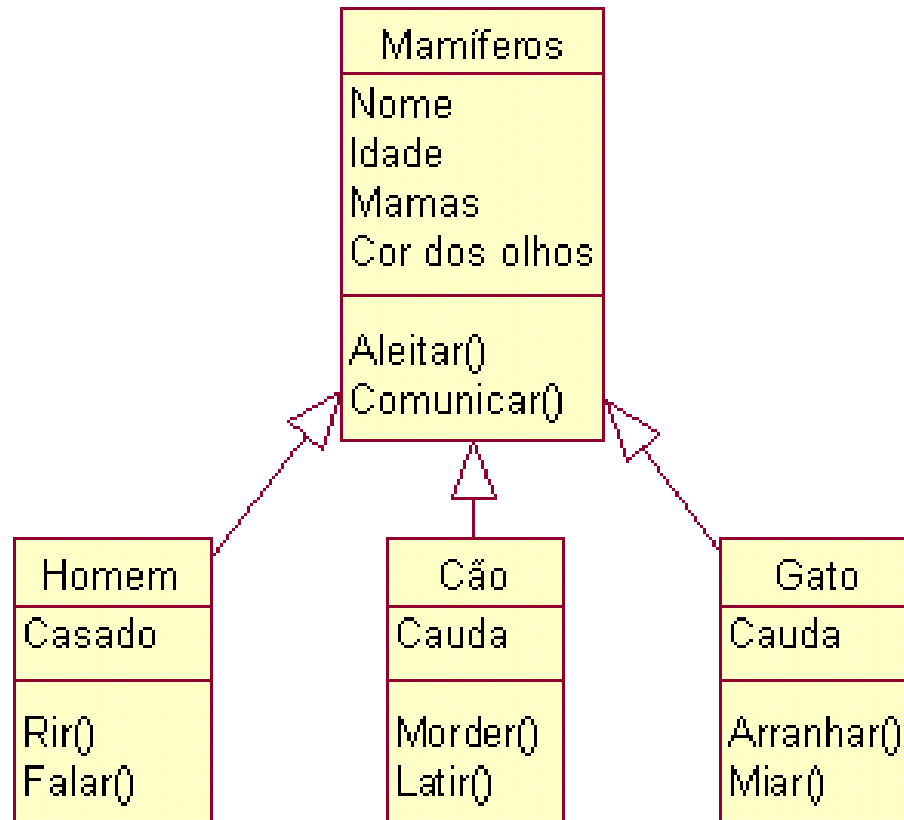 Mamíferos
Nome
Idade
Mamas
Cor dos olhos
Aleitar()
Comunicar()
Homem
Casado
Rir()
Falar()
Cão
Cauda
Morder()
Latir()
Gato
Cauda
Arranhar()
Miar()